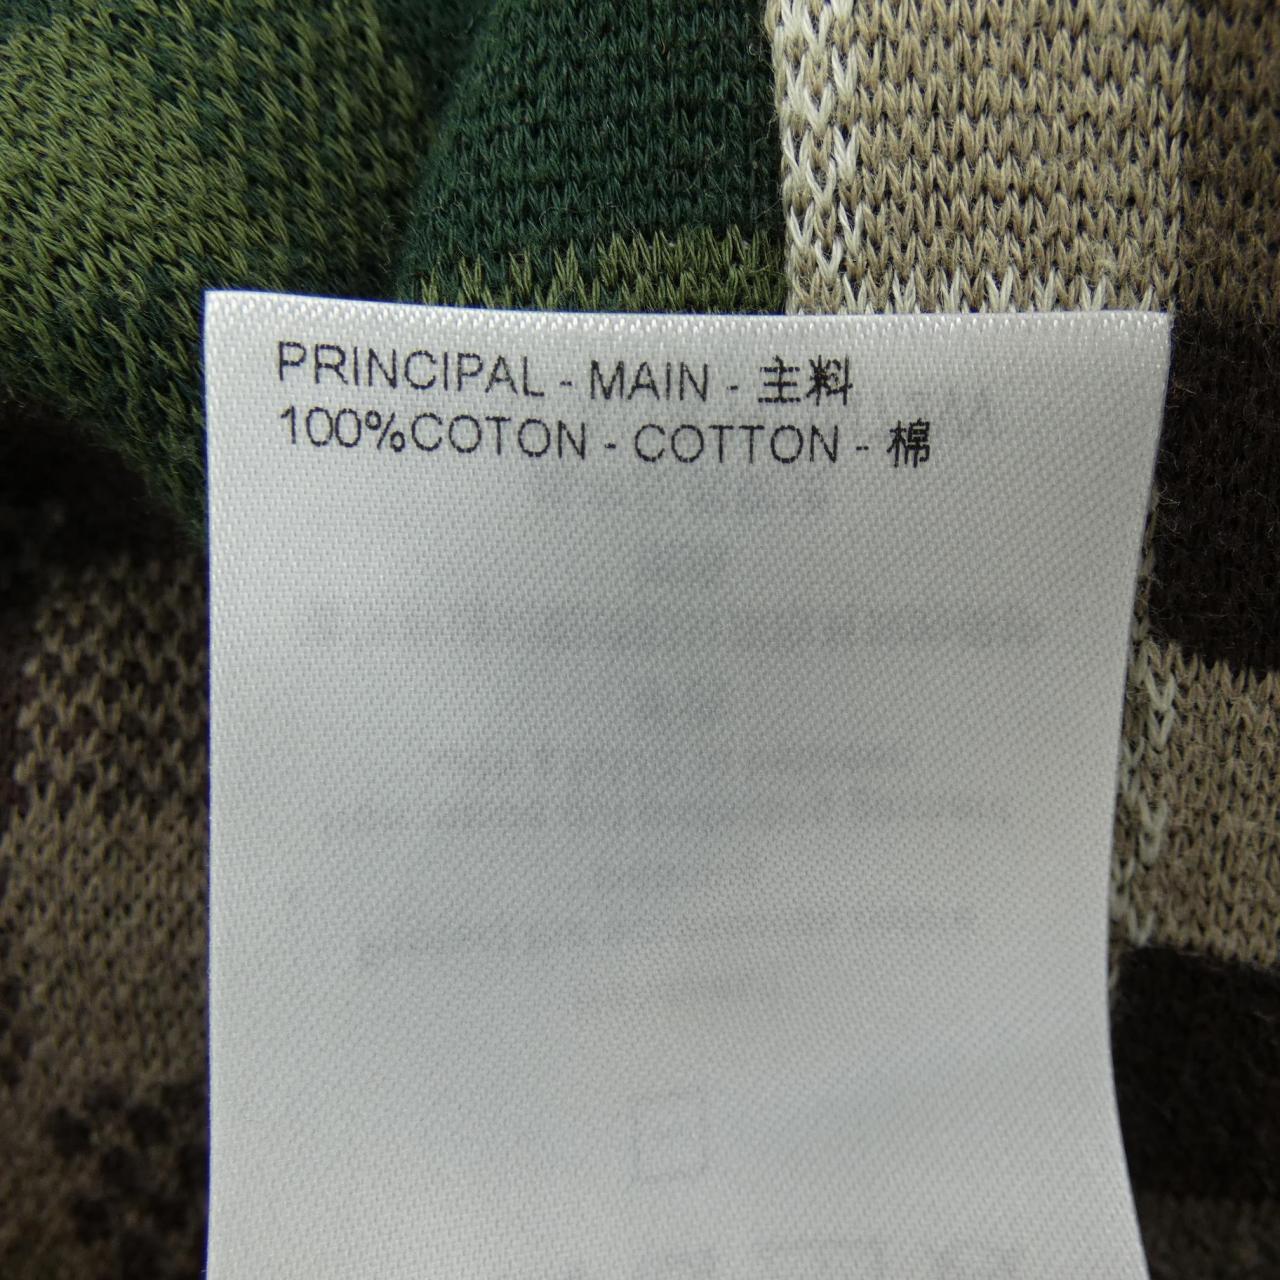 PRINCIPAL - MAIN - 主料
100%COTON - COTTON - 棉